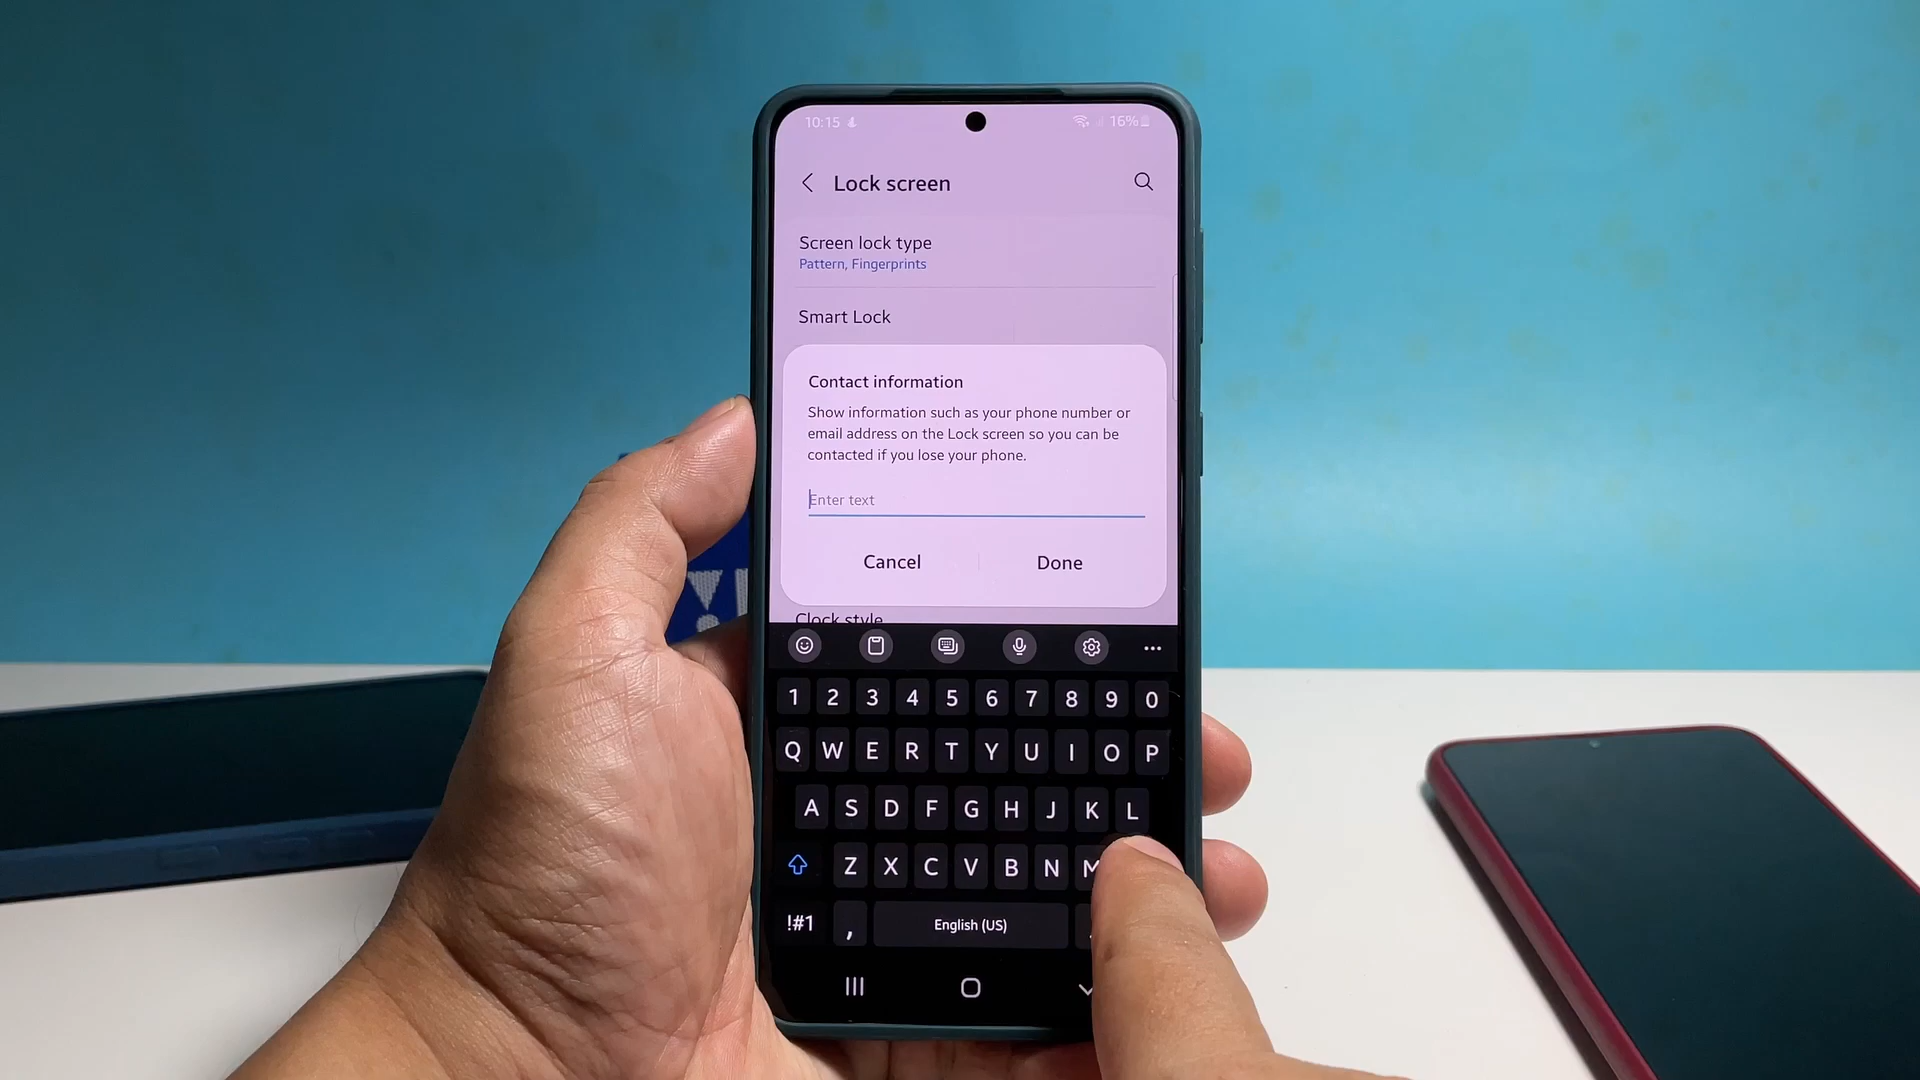 10:15
16%
Lock screen
Screen lock type
Pattern, Fingerprints
Smart Lock
Contact information
Show information such as your phone number or
email address on the Lock screen so you can be
contacted if you lose your phone.
Enter text
Cancel
Done
Clock style
1 2 3 4 5 6 7 8 9 0
Q W E R T Y U I O P
A S D F G H J K L
Z X C V B N M
!#1 , English (US)